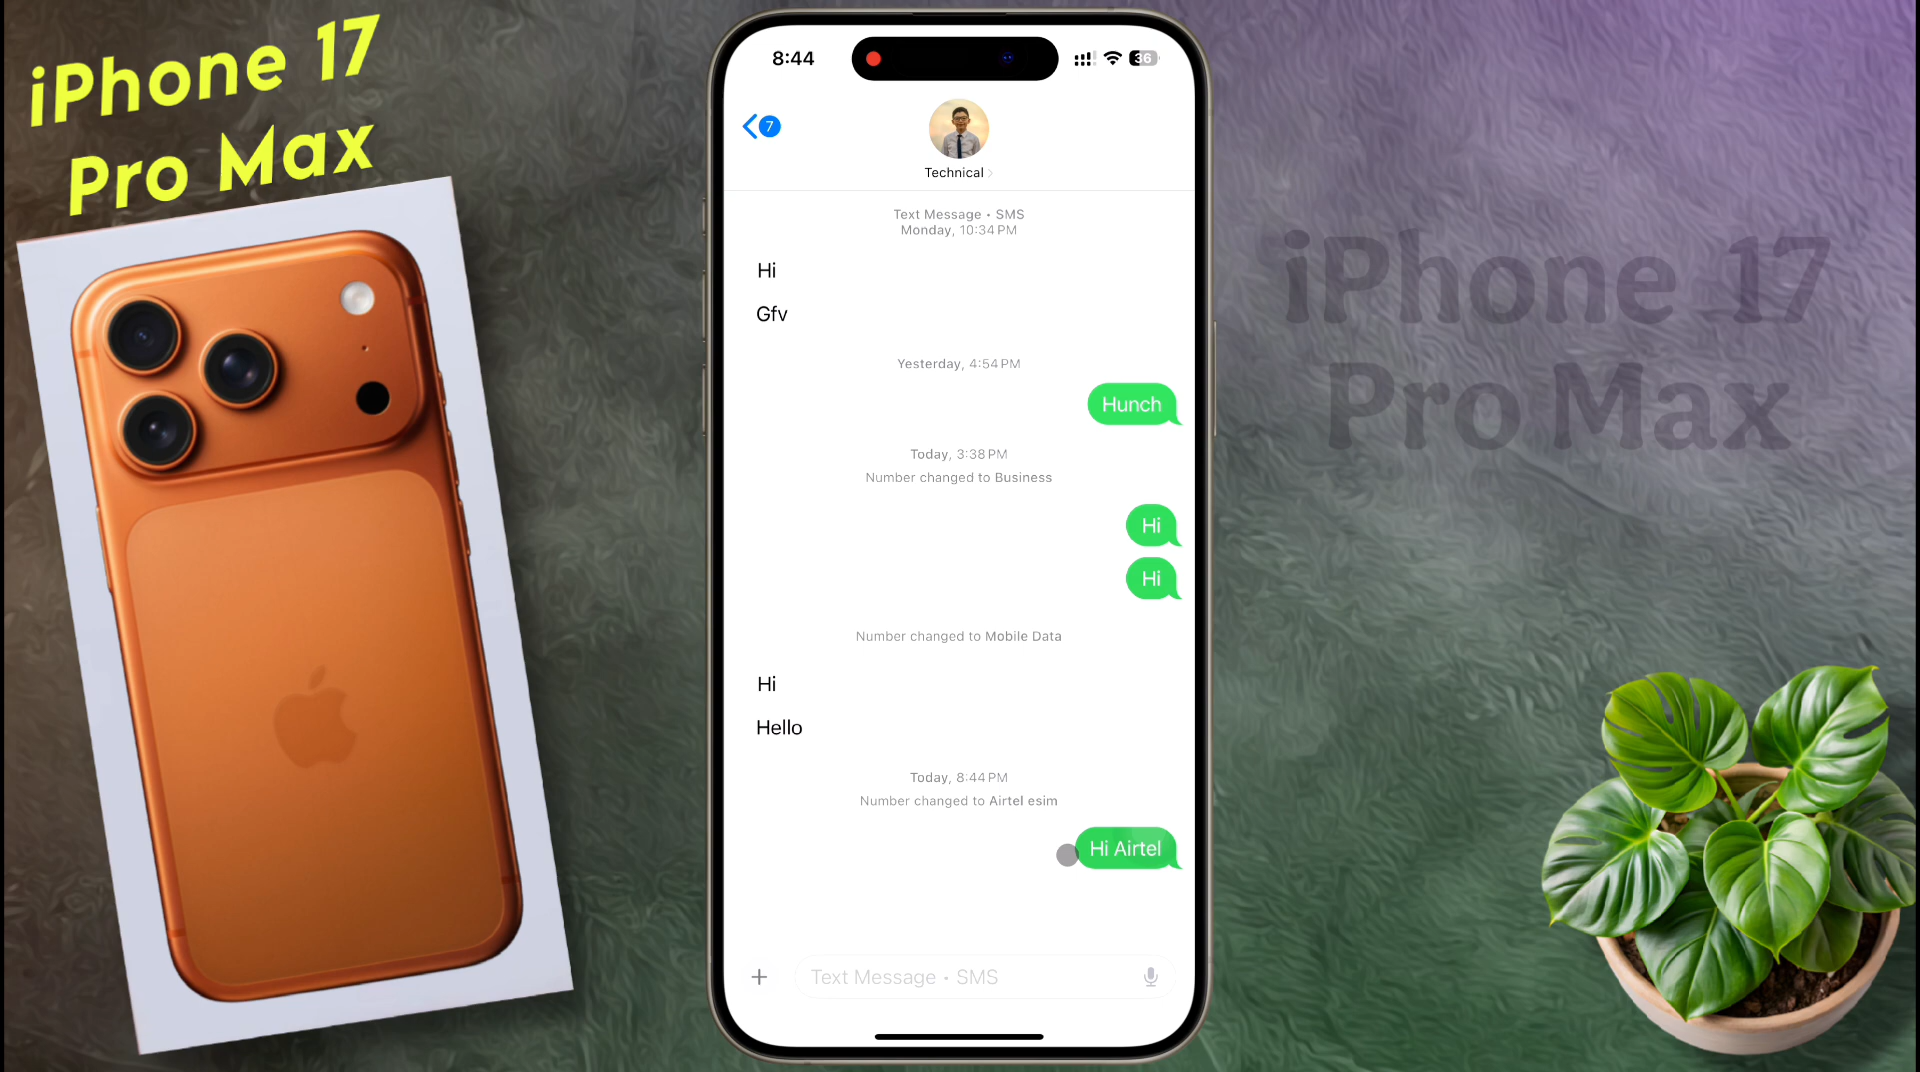 iPhone 17
Pro Max
8:44
36
7
Technical
Text Message • SMS
Monday, 10:34 PM
Hi
Gfv
Yesterday, 4:54 PM
Hunch
Today, 3:38 PM
Number changed to Business
Hi
Hi
Number changed to Mobile Data
Hi
Hello
Today, 8:44 PM
Number changed to Airtel esim
Hi Airtel
Text Message • SMS
iPhone 17
Pro Max